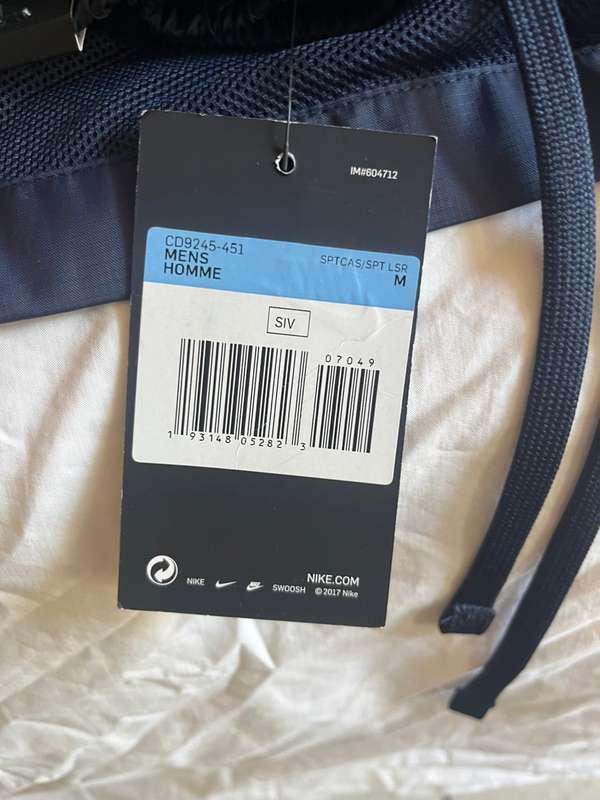 IM#604712
CD9245-451
MENS
HOMME
SPTCAS/SPT LSR
M
SIV
07049
1 93148 05282 3
NIKE
SWOOSH
NIKE.COM
© 2017 Nike